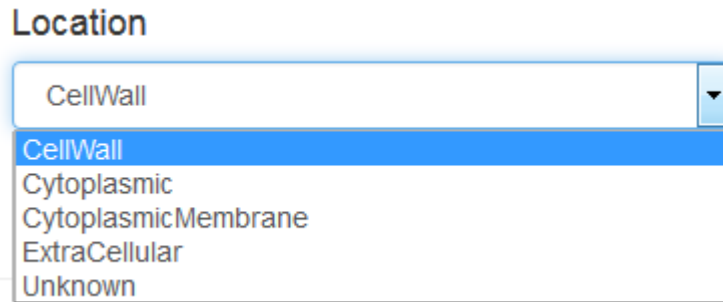 Location
CellWall
CellWall
Cytoplasmic
CytoplasmicMembrane
ExtraCellular
Unknown